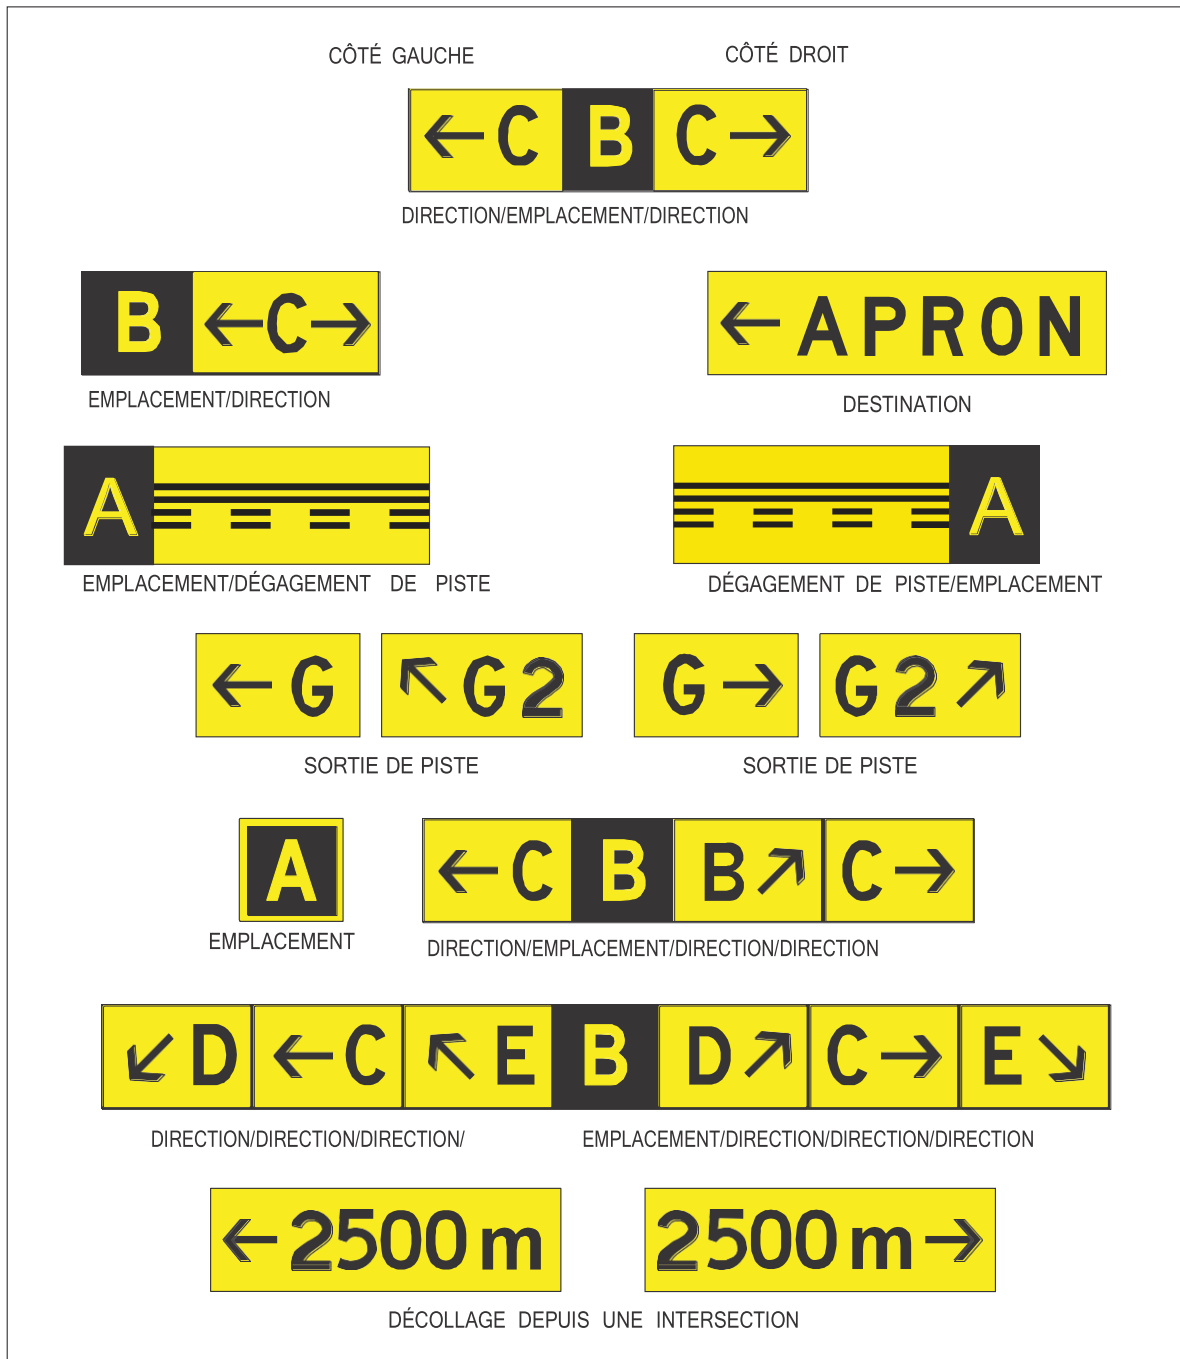 CÔTÉ GAUCHE CÔTÉ DROIT
←C B C→
DIRECTION/EMPLACEMENT/DIRECTION
B ←C→ ←APRON
EMPLACEMENT/DIRECTION DESTINATION
A A
EMPLACEMENT/DÉGAGEMENT DE PISTE DÉGAGEMENT DE PISTE/EMPLACEMENT
←G ↖G2 G→ G2↗
SORTIE DE PISTE SORTIE DE PISTE
A ←C B B↗ C→
EMPLACEMENT DIRECTION/EMPLACEMENT/DIRECTION/DIRECTION
↙D ←C ↖E B D↗ C→ E↘
DIRECTION/DIRECTION/DIRECTION/ EMPLACEMENT/DIRECTION/DIRECTION/DIRECTION
←2500m 2500m→
DÉCOLLAGE DEPUIS UNE INTERSECTION